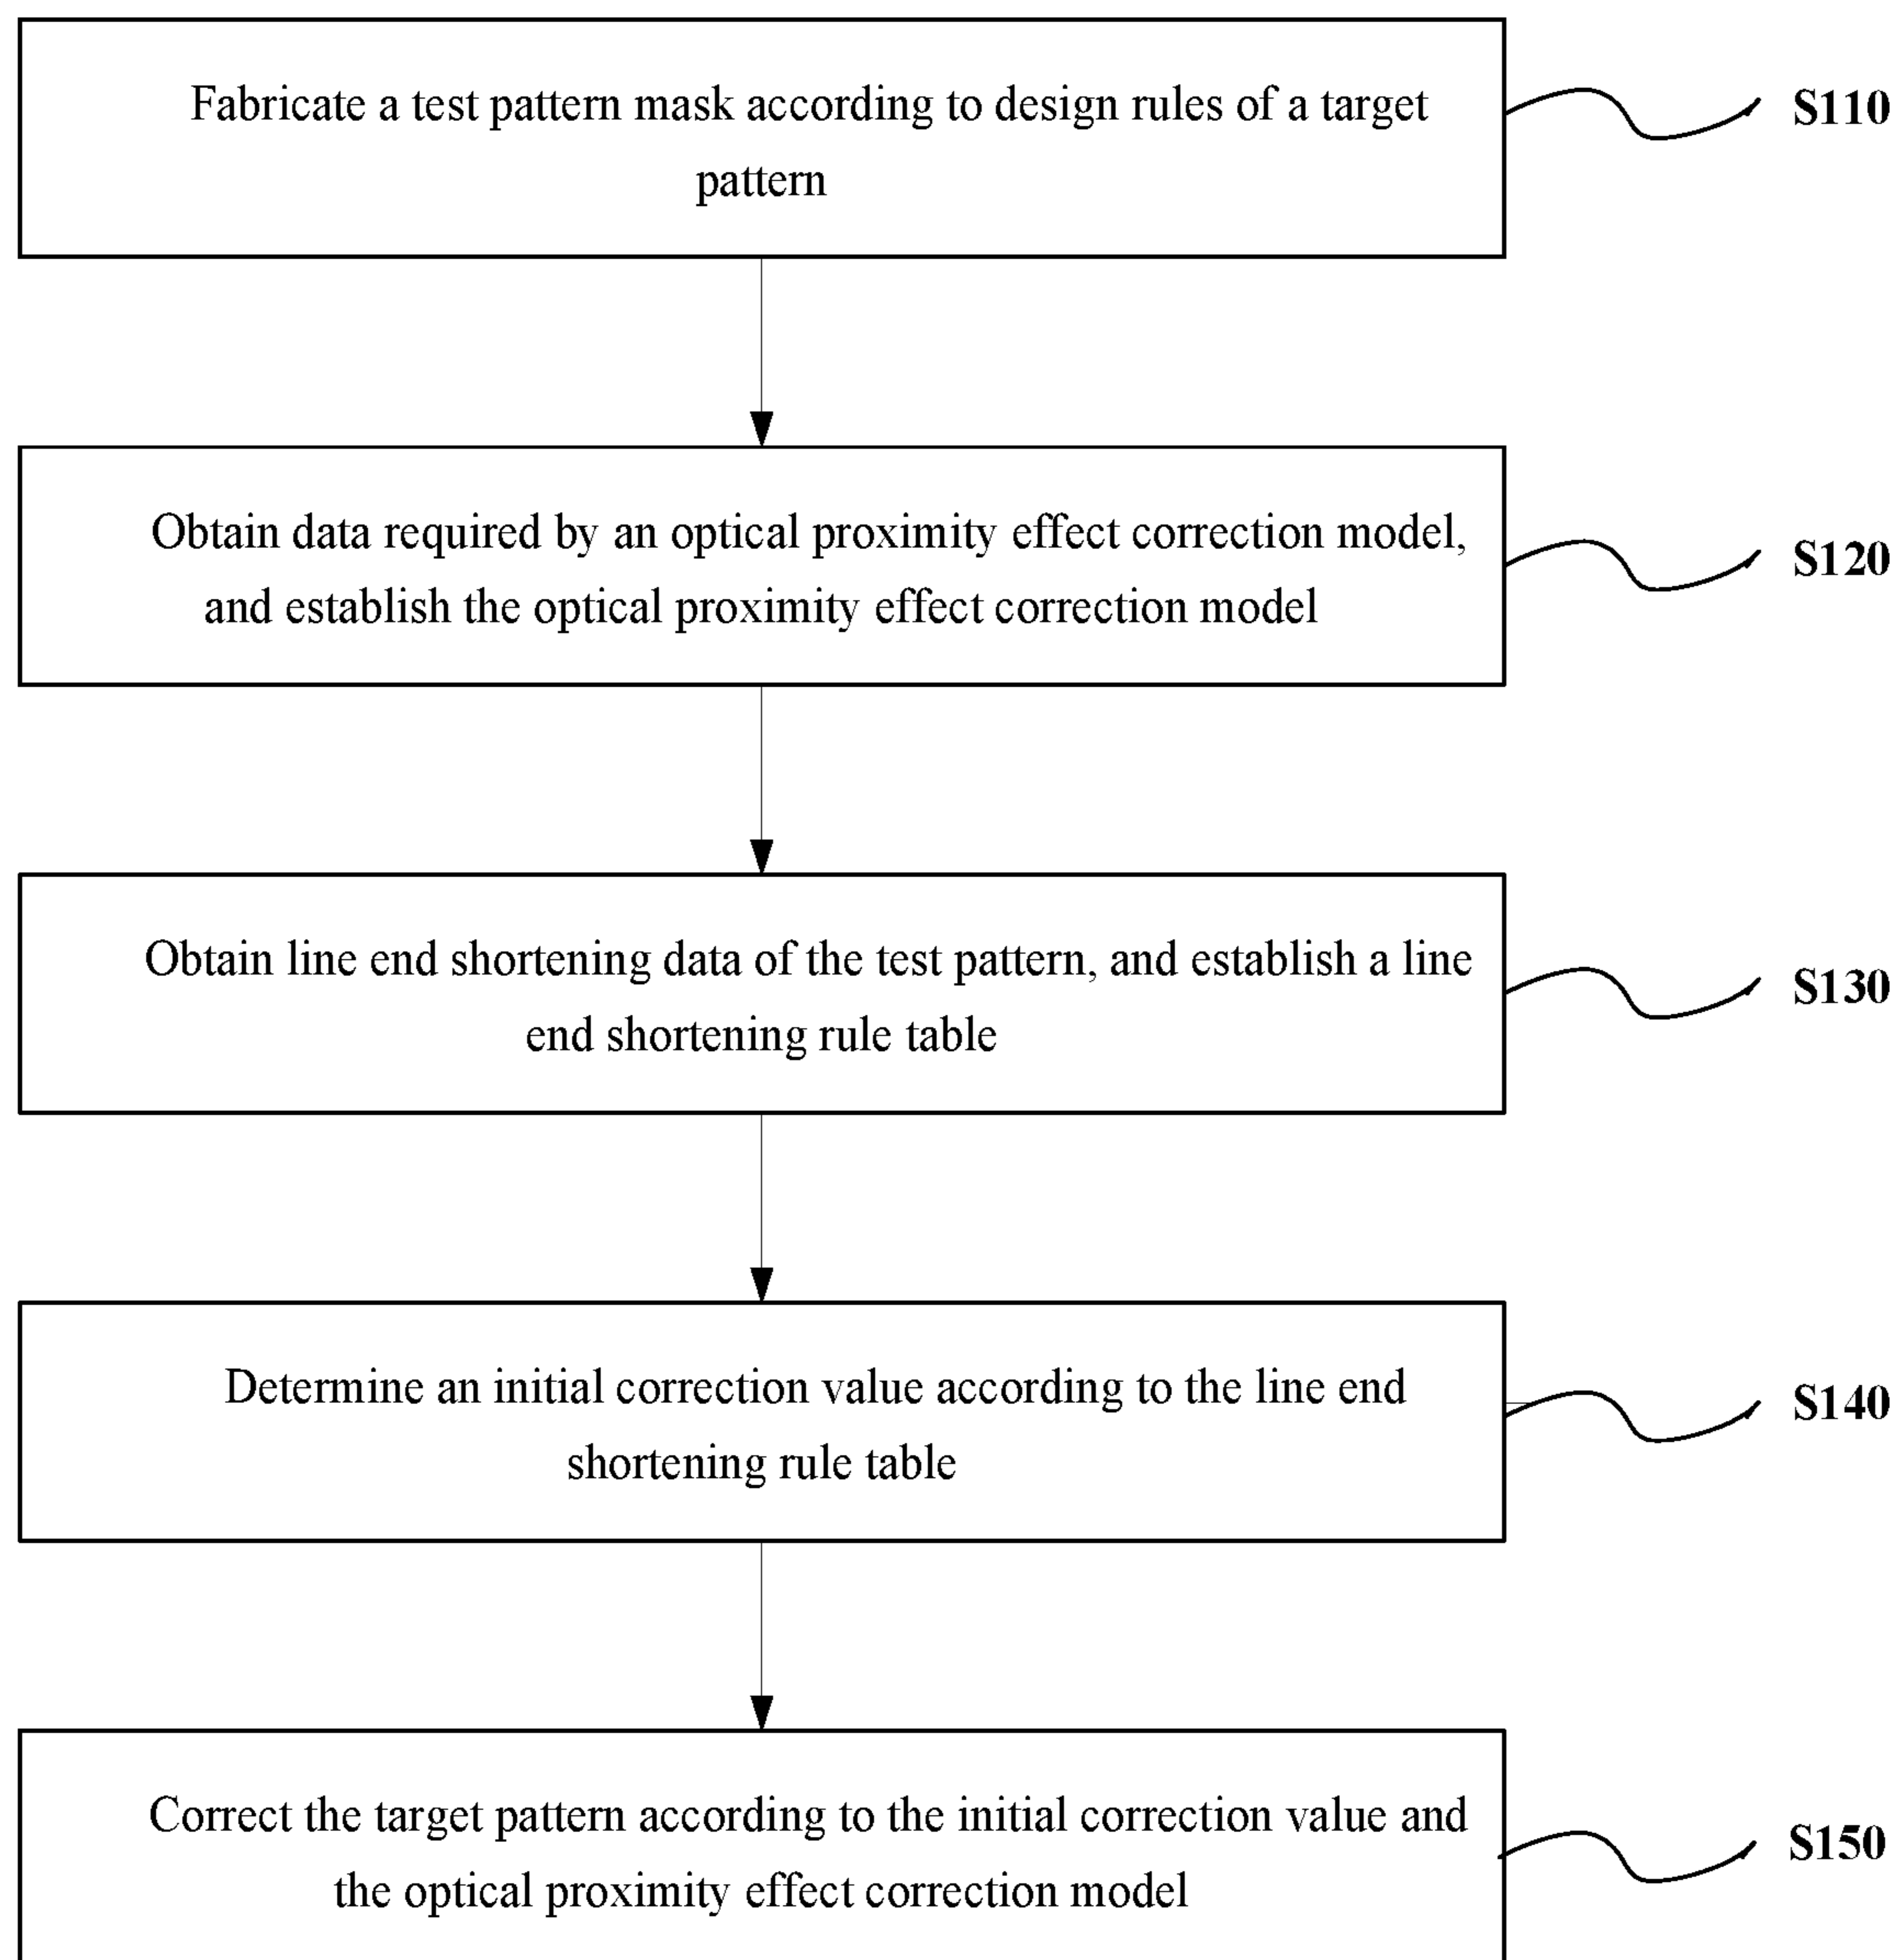 Fabricate a test pattern mask according to design rules of a target
pattern
S110
Obtain data required by an optical proximity effect correction model,
and establish the optical proximity effect correction model
S120
Obtain line end shortening data of the test pattern, and establish a line
end shortening rule table
S130
Determine an initial correction value according to the line end
shortening rule table
S140
Correct the target pattern according to the initial correction value and
the optical proximity effect correction model
S150